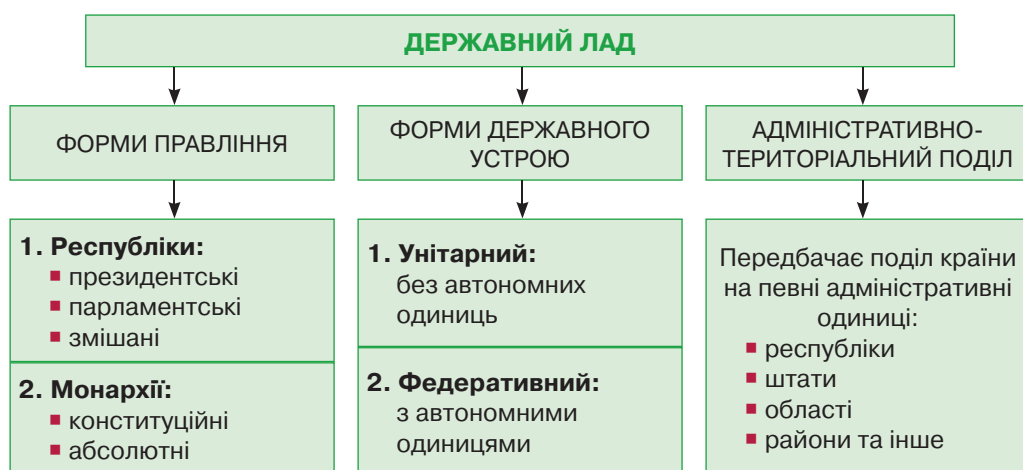 ДЕРЖАВНИЙ ЛАД
ФОРМИ ПРАВЛІННЯ
1. Республіки:
президентські
парламентські
змішані
2. Монархії:
конституційні
абсолютні
ФОРМИ ДЕРЖАВНОГО
УСТРОЮ
1. Унітарний:
без автономних
одиниць
2. Федеративний:
з автономними
одиницями
АДМІНІСТРАТИВНО-
ТЕРИТОРІАЛЬНИЙ ПОДІЛ
Передбачає поділ країни
на певні адміністративні
одиниці:
республіки
штати
області
райони та інше